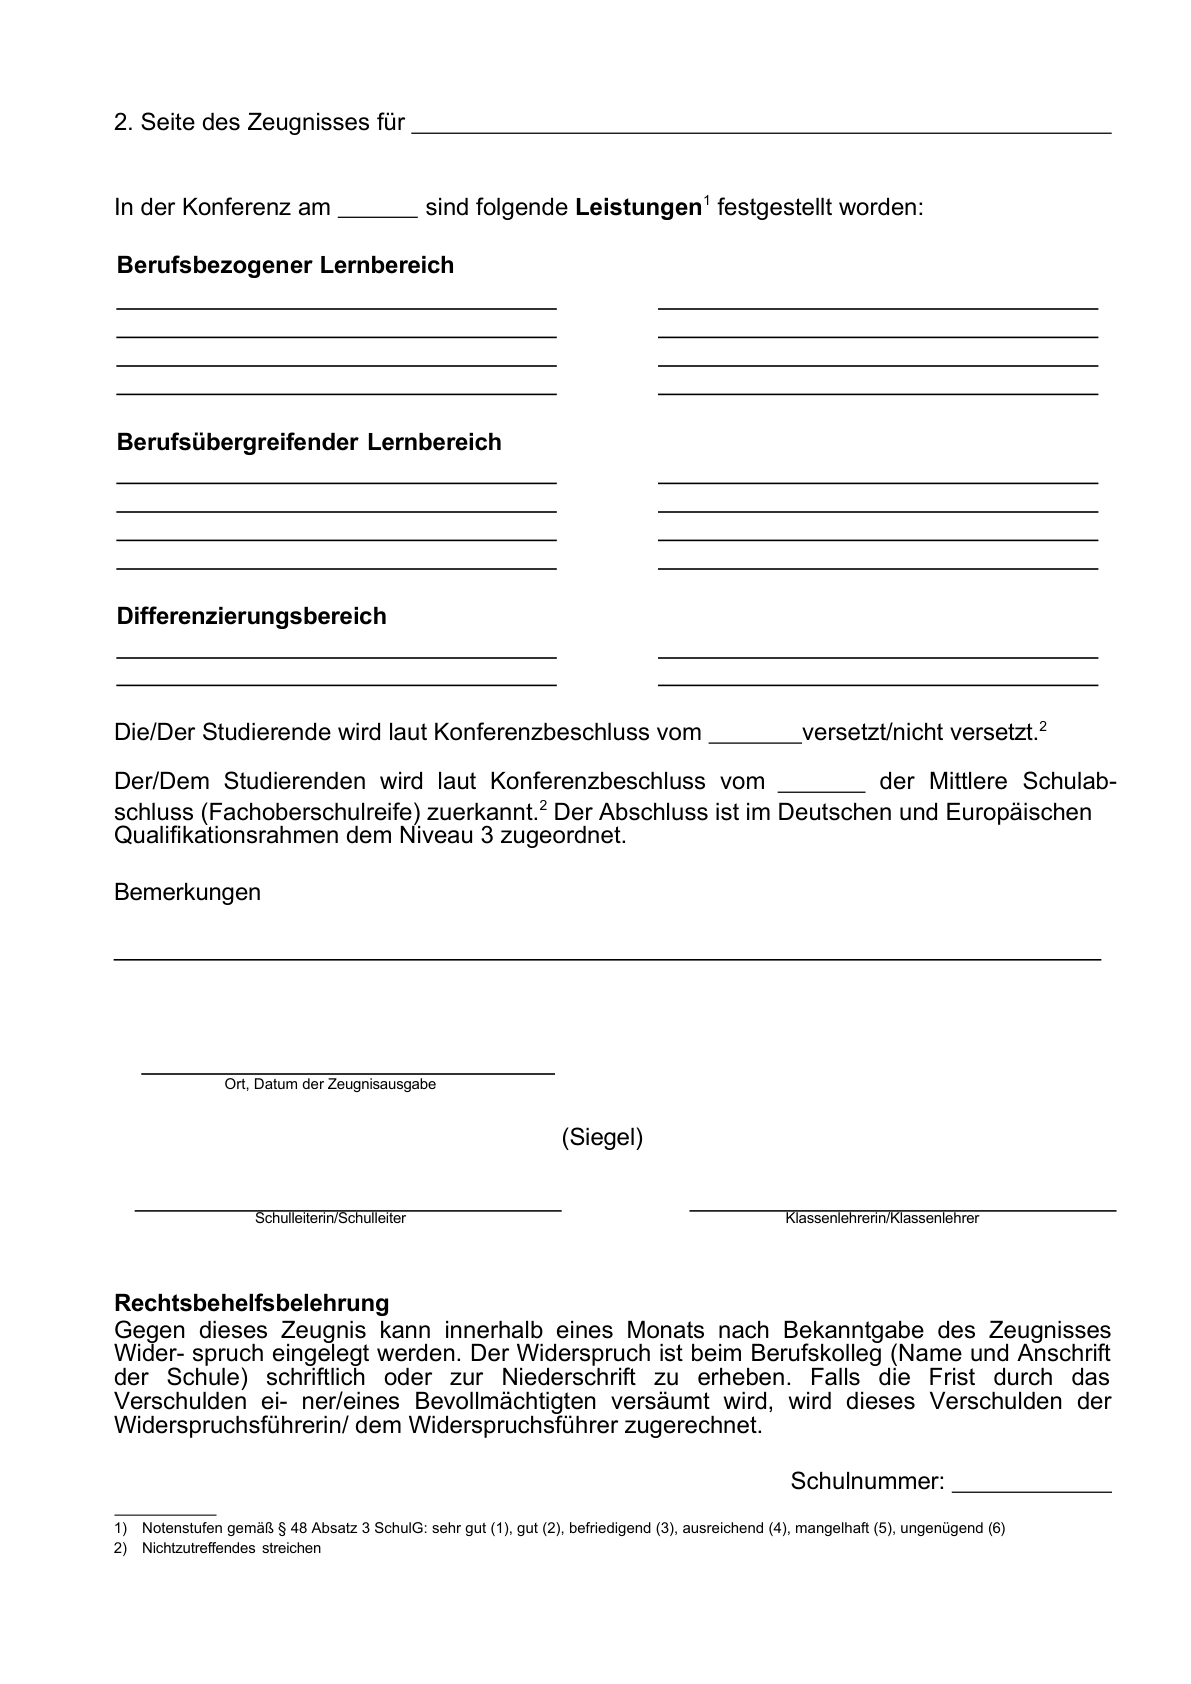 2. Seite des Zeugnisses für
In der Konferenz am ______ sind folgende Leistungen1 festgestellt worden:
Berufsbezogener Lernbereich
Berufsübergreifender Lernbereich
Differenzierungsbereich
Die/Der Studierende wird laut Konferenzbeschluss vom _______versetzt/nicht versetzt.2
Der/Dem Studierenden wird laut Konferenzbeschluss vom _______ der Mittlere Schulab-
schluss (Fachoberschulreife) zuerkannt.2 Der Abschluss ist im Deutschen und Europäischen
Qualifikationsrahmen dem Niveau 3 zugeordnet.
Bemerkungen
Ort, Datum der Zeugnisausgabe
(Siegel)
Schulleiterin/Schulleiter Klassenlehrerin/Klassenlehrer
Rechtsbehelfsbelehrung
Gegen dieses Zeugnis kann innerhalb eines Monats nach Bekanntgabe des Zeugnisses
Wider- spruch eingelegt werden. Der Widerspruch ist beim Berufskolleg (Name und Anschrift
der Schule) schriftlich oder zur Niederschrift zu erheben. Falls die Frist durch das
Verschulden ei- ner/eines Bevollmächtigten versäumt wird, wird dieses Verschulden der
Widerspruchsführerin/ dem Widerspruchsführer zugerechnet.
Schulnummer: ____________
1) Notenstufen gemäß § 48 Absatz 3 SchulG: sehr gut (1), gut (2), befriedigend (3), ausreichend (4), mangelhaft (5), ungenügend (6)
2) Nichtzutreffendes streichen